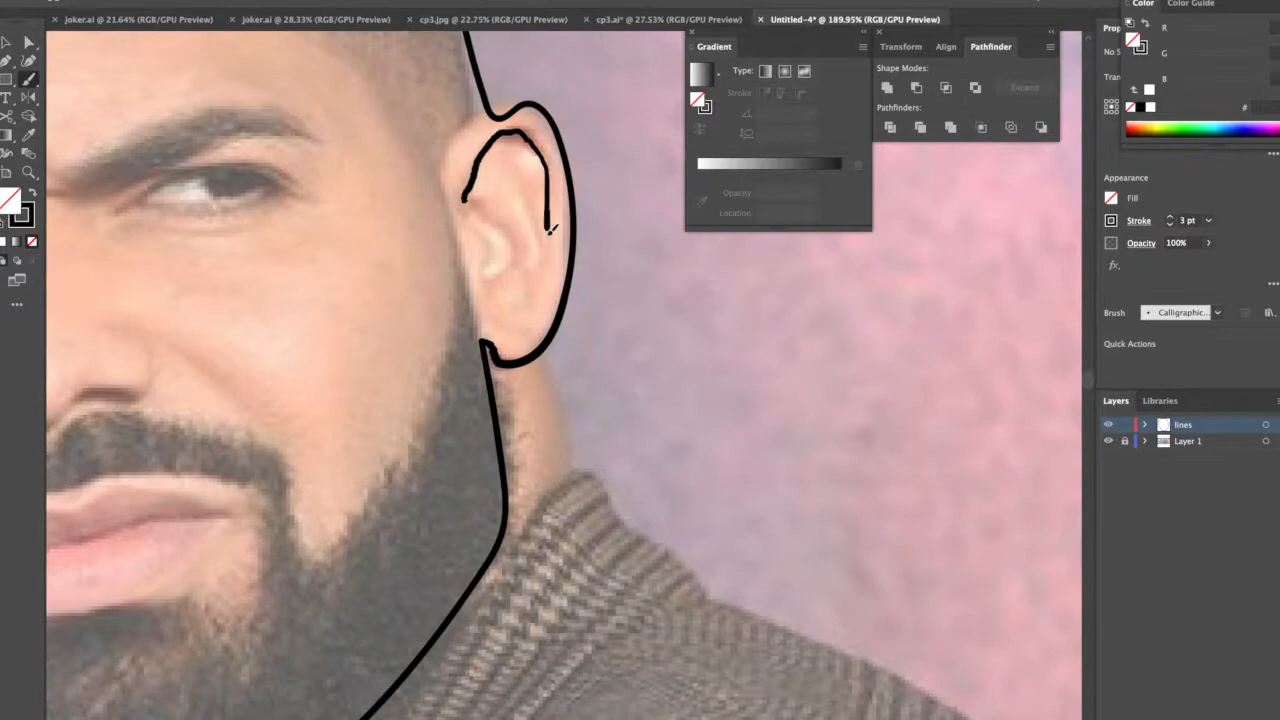 joker.ai @ 21.64% (RGB/GPU Preview)
joker.ai @ 28.33% (RGB/GPU Preview)
cp3.jpg @ 22.75% (RGB/GPU Preview)
cp3.ai* @ 27.53% (RGB/GPU Preview)
Untitled-4* @ 189.95% (RGB/GPU Preview)
Color
Color Guide
R
G
B
#
Gradient
Type:
Stroke:
Opacity
Location:
Transform
Align
Pathfinder
Shape Modes:
Expand
Pathfinders:
Prop
No S
Tran
Appearance
Fill
Stroke
3 pt
Opacity
100%
fx.
Brush
Calligraphic...
Quick Actions
Layers
Libraries
lines
Layer 1